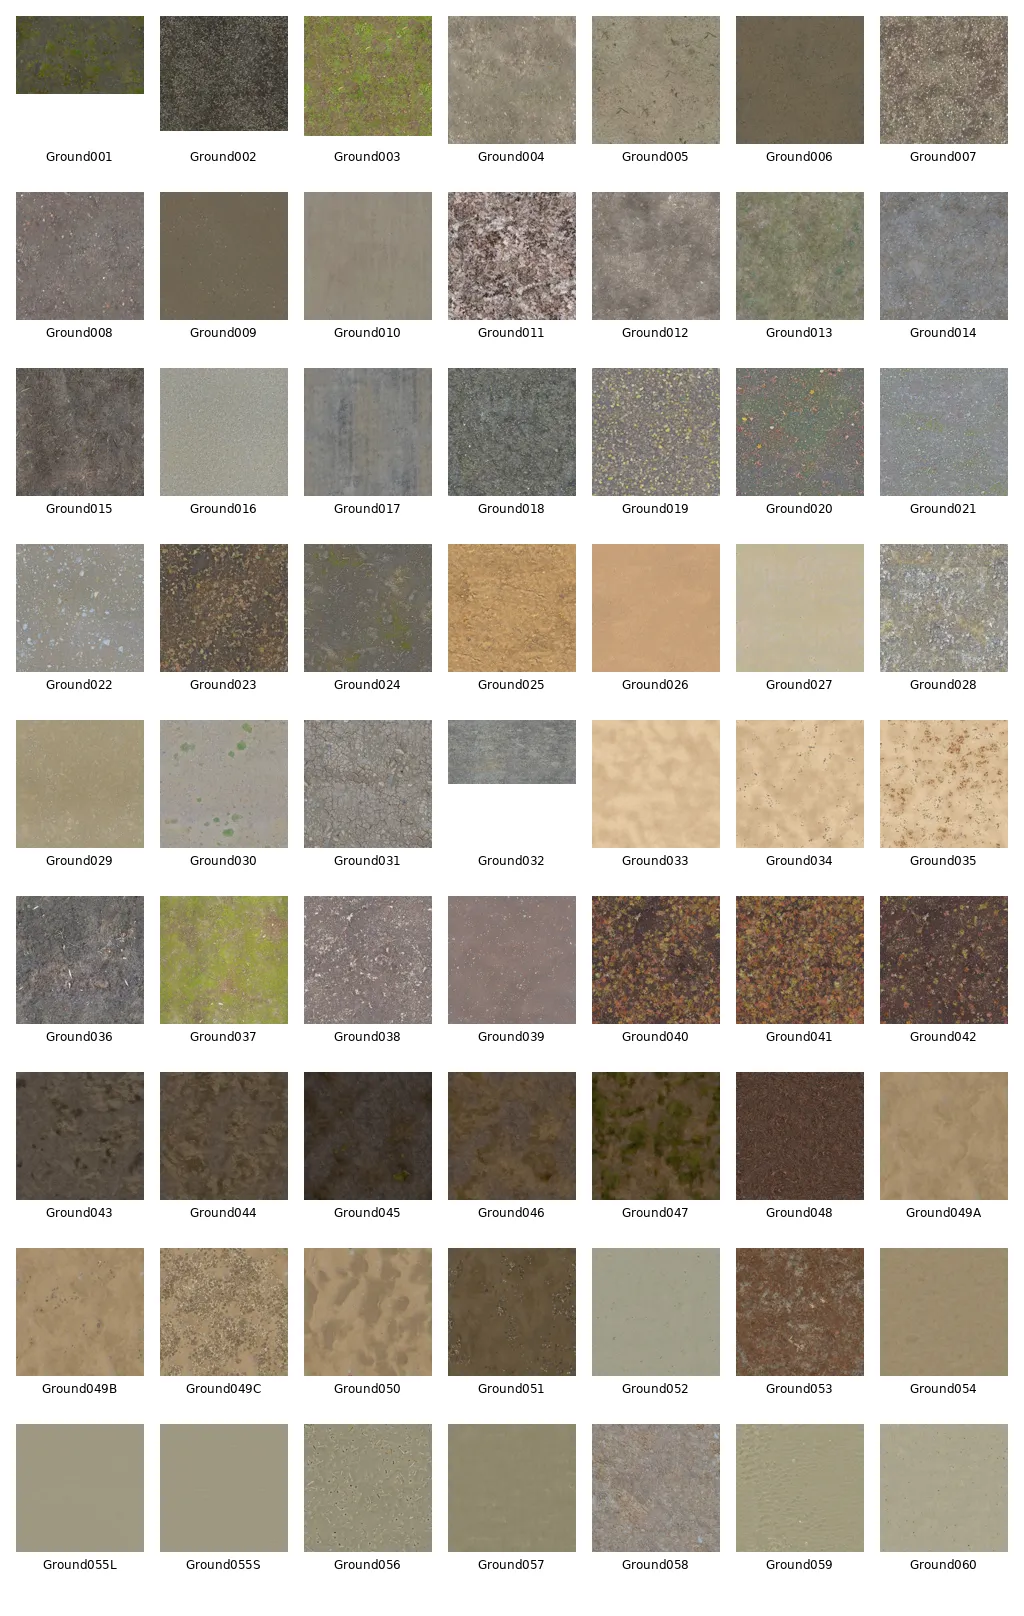 Ground001 Ground002 Ground003 Ground004 Ground005 Ground006 Ground007
Ground008 Ground009 Ground010 Ground011 Ground012 Ground013 Ground014
Ground015 Ground016 Ground017 Ground018 Ground019 Ground020 Ground021
Ground022 Ground023 Ground024 Ground025 Ground026 Ground027 Ground028
Ground029 Ground030 Ground031 Ground032 Ground033 Ground034 Ground035
Ground036 Ground037 Ground038 Ground039 Ground040 Ground041 Ground042
Ground043 Ground044 Ground045 Ground046 Ground047 Ground048 Ground049A
Ground049B Ground049C Ground050 Ground051 Ground052 Ground053 Ground054
Ground055L Ground055S Ground056 Ground057 Ground058 Ground059 Ground060